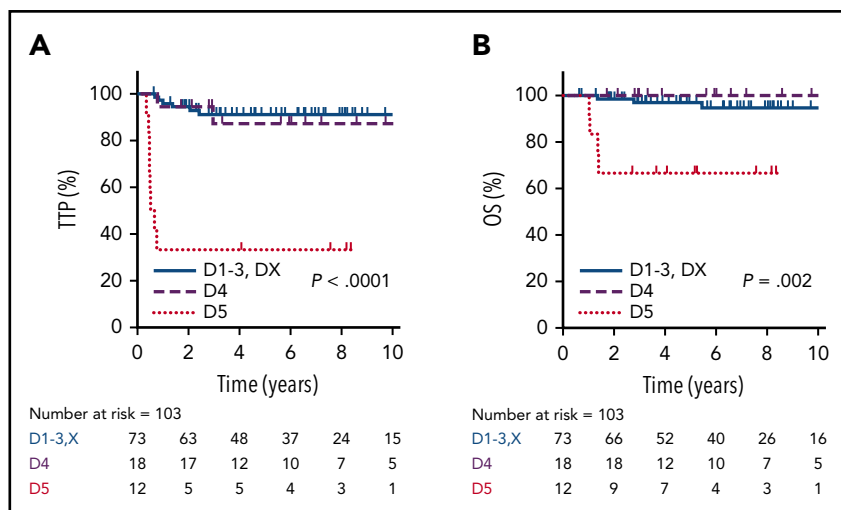 A
TTP (%)
100
80
60
40
20
0
D1-3, DX
D4
D5
P < .0001
0 2 4 6 8 10
Time (years)
Number at risk = 103
D1-3,X 73 63 48 37 24 15
D4 18 17 12 10 7 5
D5 12 5 5 4 3 1
B
OS (%)
100
80
60
40
20
0
D1-3, DX
D4
D5
P = .002
0 2 4 6 8 10
Time (years)
Number at risk = 103
D1-3,X 73 66 52 40 26 16
D4 18 18 12 10 7 5
D5 12 9 7 4 3 1